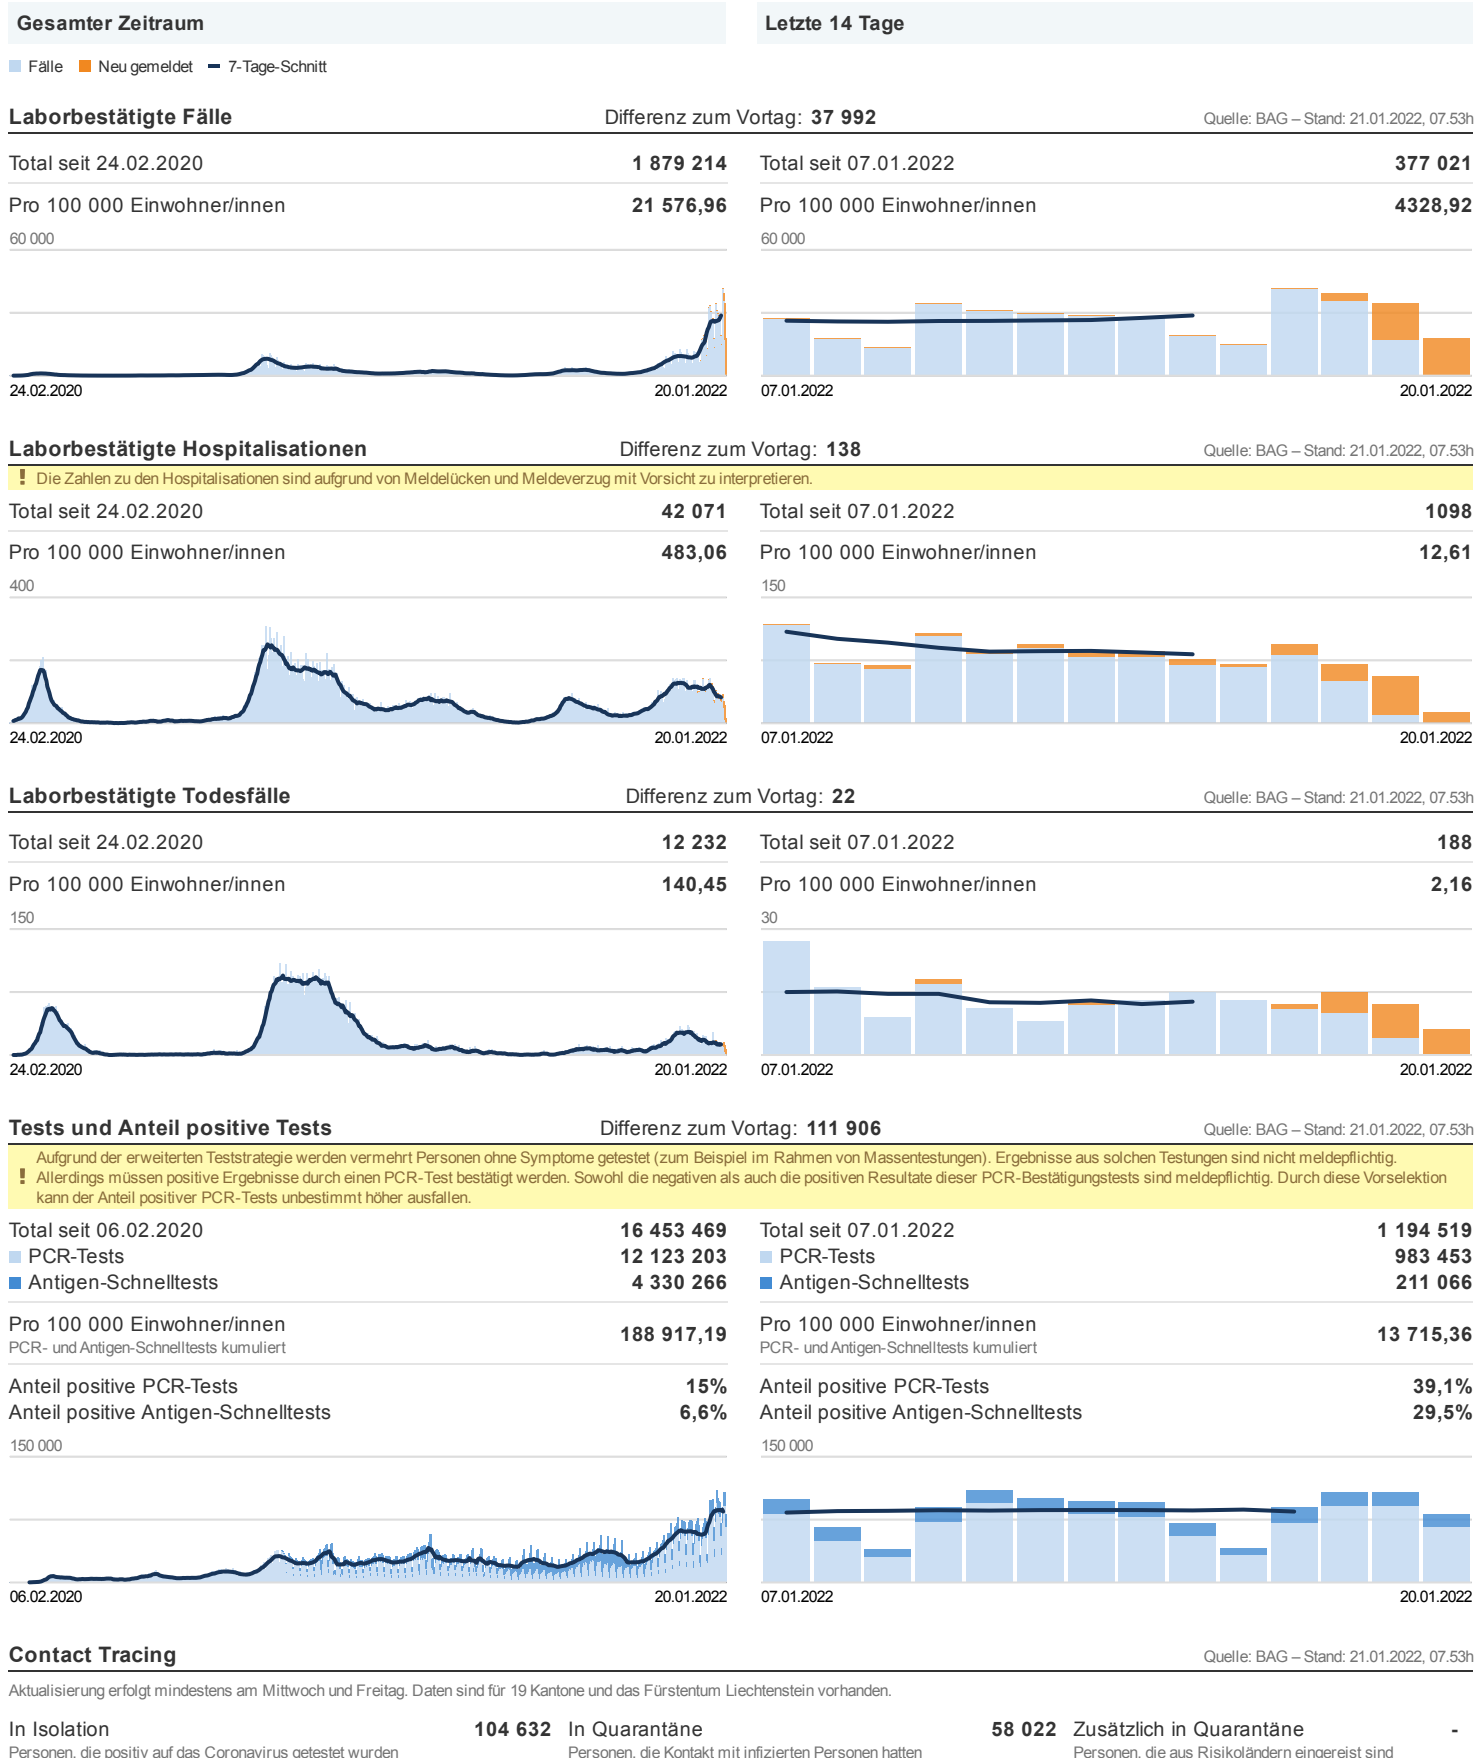 Gesamter Zeitraum
Letzte 14 Tage
Fälle Neu gemeldet 7-Tage-Schnitt
Laborbestätigte Fälle Differenz zum Vortag: 37 992 Quelle: BAG – Stand: 21.01.2022, 07.53h
Total seit 24.02.2020 1 879 214
Pro 100 000 Einwohner/innen 21 576,96
60 000
24.02.2020 20.01.2022
Total seit 07.01.2022 377 021
Pro 100 000 Einwohner/innen 4328,92
60 000
07.01.2022 20.01.2022
Laborbestätigte Hospitalisationen Differenz zum Vortag: 138 Quelle: BAG – Stand: 21.01.2022, 07.53h
! Die Zahlen zu den Hospitalisationen sind aufgrund von Meldelücken und Meldeverzug mit Vorsicht zu interpretieren.
Total seit 24.02.2020 42 071
Pro 100 000 Einwohner/innen 483,06
400
24.02.2020 20.01.2022
Total seit 07.01.2022 1098
Pro 100 000 Einwohner/innen 12,61
150
07.01.2022 20.01.2022
Laborbestätigte Todesfälle Differenz zum Vortag: 22 Quelle: BAG – Stand: 21.01.2022, 07.53h
Total seit 24.02.2020 12 232
Pro 100 000 Einwohner/innen 140,45
150
24.02.2020 20.01.2022
Total seit 07.01.2022 188
Pro 100 000 Einwohner/innen 2,16
30
07.01.2022 20.01.2022
Tests und Anteil positive Tests Differenz zum Vortag: 111 906 Quelle: BAG – Stand: 21.01.2022, 07.53h
Aufgrund der erweiterten Teststrategie werden vermehrt Personen ohne Symptome getestet (zum Beispiel im Rahmen von Massentestungen). Ergebnisse aus solchen Testungen sind nicht meldepflichtig.
! Allerdings müssen positive Ergebnisse durch einen PCR-Test bestätigt werden. Sowohl die negativen als auch die positiven Resultate dieser PCR-Bestätigungstests sind meldepflichtig. Durch diese Vorselektion
kann der Anteil positiver PCR-Tests unbestimmt höher ausfallen.
Total seit 06.02.2020 16 453 469
PCR-Tests 12 123 203
Antigen-Schnelltests 4 330 266
Pro 100 000 Einwohner/innen 188 917,19
PCR- und Antigen-Schnelltests kumuliert
Anteil positive PCR-Tests 15%
Anteil positive Antigen-Schnelltests 6,6%
150 000
06.02.2020 20.01.2022
Total seit 07.01.2022 1 194 519
PCR-Tests 983 453
Antigen-Schnelltests 211 066
Pro 100 000 Einwohner/innen 13 715,36
PCR- und Antigen-Schnelltests kumuliert
Anteil positive PCR-Tests 39,1%
Anteil positive Antigen-Schnelltests 29,5%
150 000
07.01.2022 20.01.2022
Contact Tracing Quelle: BAG – Stand: 21.01.2022, 07.53h
Aktualisierung erfolgt mindestens am Mittwoch und Freitag. Daten sind für 19 Kantone und das Fürstentum Liechtenstein vorhanden.
In Isolation 104 632
Personen, die positiv auf das Coronavirus getestet wurden
In Quarantäne 58 022
Personen, die Kontakt mit infizierten Personen hatten
Zusätzlich in Quarantäne -
Personen, die aus Risikoländern eingereist sind